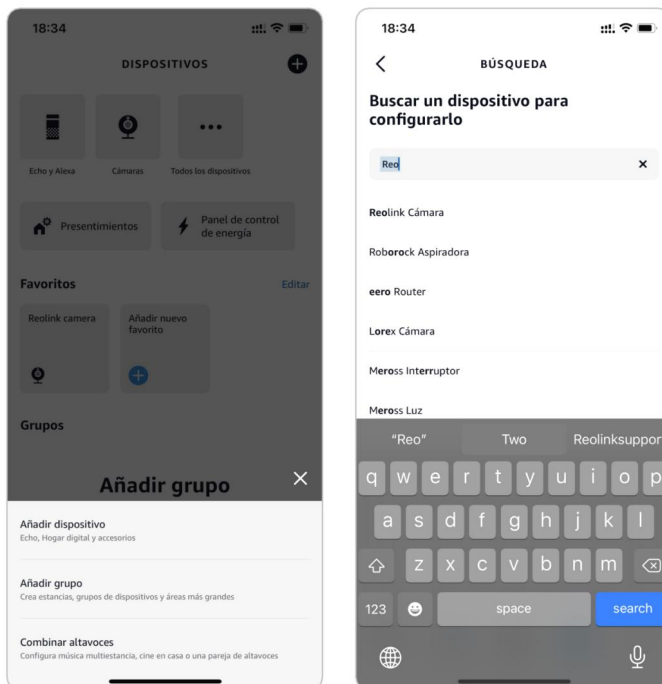 18:34
DISPOSITIVOS
Echo y Alexa
Cámaras
Todos los dispositivos
Presentimientos
Panel de control
de energía
Favoritos
Editar
Reolink camera
Añadir nuevo
favorito
Grupos
Añadir grupo
Añadir dispositivo
Echo, Hogar digital y accesorios
Añadir grupo
Crea estancias, grupos de dispositivos y áreas más grandes
Combinar altavoces
Configura música multiestancia, cine en casa o una pareja de altavoces
18:34
BÚSQUEDA
Buscar un dispositivo para
configurarlo
Reo
Reolink Cámara
Roborock Aspiradora
eero Router
Lorex Cámara
Meross Interruptor
Meross Luz
"Reo" Two Reolinksuppor
q w e r t y u i o p
a s d f g h j k l
z x c v b n m
123 space search